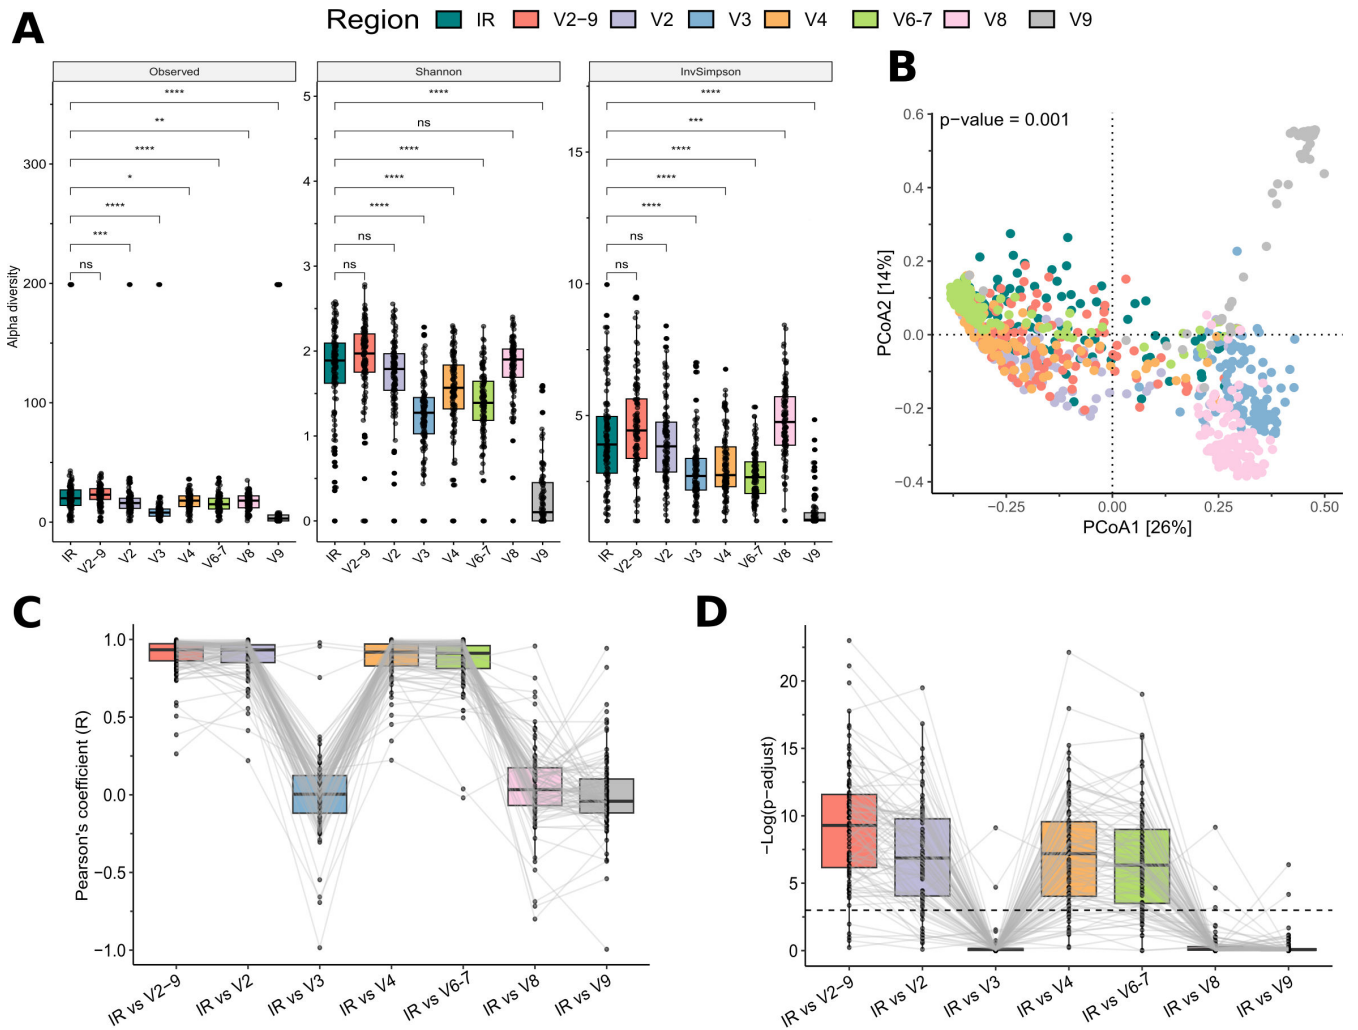 Region IR V2−9 V2 V3 V4 V6-7 V8 V9
A
Observed
Shannon
InvSimpson
Alpha diversity
300
200
100
0
****
**
****
*
****
***
ns
IR
V2−9
V2
V3
V4
V6-7
V8
V9
5
4
3
2
1
0
****
ns
****
****
****
ns
ns
IR
V2−9
V2
V3
V4
V6-7
V8
V9
15
10
5
****
***
****
****
****
ns
ns
IR
V2−9
V2
V3
V4
V6-7
V8
V9
B
p−value = 0.001
PCoA2 [14%]
0.6
0.4
0.2
0.0
−0.2
−0.4
−0.25
0.00
0.25
0.50
PCoA1 [26%]
C
Pearson's coefficient (R)
1.0
0.5
0.0
−0.5
−1.0
IR vs V2−9
IR vs V2
IR vs V3
IR vs V4
IR vs V6-7
IR vs V8
IR vs V9
D
−Log(p−adjust)
20
15
10
5
0
IR vs V2−9
IR vs V2
IR vs V3
IR vs V4
IR vs V6-7
IR vs V8
IR vs V9